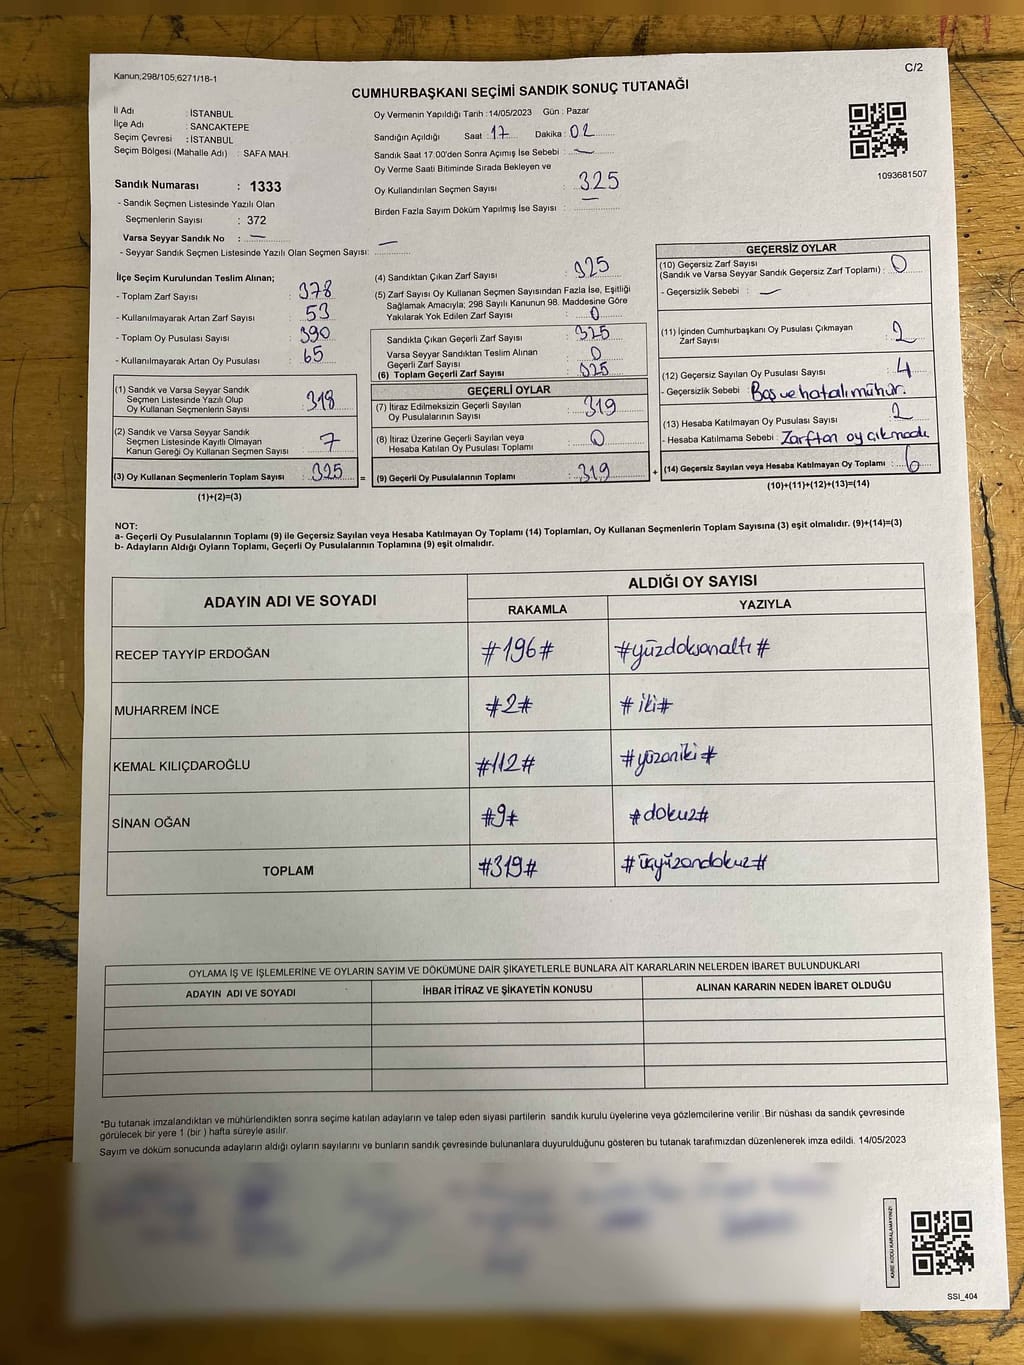 Kanun;298/105,6271/18-1
C/2
CUMHURBAŞKANI SEÇİMİ SANDIK SONUÇ TUTANAĞI
İl Adı : İSTANBUL
İlçe Adı : SANCAKTEPE
Seçim Çevresi : İSTANBUL
Seçim Bölgesi (Mahalle Adı) : SAFA MAH.
Sandık Numarası : 1333
- Sandık Seçmen Listesinde Yazılı Olan
Seçmenlerin Sayısı : 372
Varsa Seyyar Sandık No : —
- Seyyar Sandık Seçmen Listesinde Yazılı Olan Seçmen Sayısı: —
Oy Vermenin Yapıldığı Tarih :14/05/2023 Gün : Pazar
Sandığın Açıldığı Saat : 17 Dakika : 02
Sandık Saat 17.00'den Sonra Açımış İse Sebebi : —
Oy Verme Saati Bitiminde Sırada Bekleyen ve
Oy Kullandırılan Seçmen Sayısı : 325
Birden Fazla Sayım Döküm Yapılmış İse Sayısı : —
1093681507
İlçe Seçim Kurulundan Teslim Alınan;
- Toplam Zarf Sayısı : 378
- Kullanılmayarak Artan Zarf Sayısı : 53
- Toplam Oy Pusulası Sayısı : 390
- Kullanılmayarak Artan Oy Pusulası : 65
(1) Sandık ve Varsa Seyyar Sandık
Seçmen Listesinde Yazılı Olup
Oy Kullanan Seçmenlerin Sayısı : 318
(2) Sandık ve Varsa Seyyar Sandık
Seçmen Listesinde Kayıtlı Olmayan
Kanun Gereği Oy Kullanan Seçmen Sayısı : 7
(3) Oy Kullanan Seçmenlerin Toplam Sayısı : 325 =
(1)+(2)=(3)
(4) Sandıktan Çıkan Zarf Sayısı : 325
(5) Zarf Sayısı Oy Kullanan Seçmen Sayısından Fazla İse, Eşitliği
Sağlamak Amacıyla; 298 Sayılı Kanunun 98. Maddesine Göre
Yakılarak Yok Edilen Zarf Sayısı : 0
Sandıkta Çıkan Geçerli Zarf Sayısı : 325
Varsa Seyyar Sandıktan Teslim Alınan
Geçerli Zarf Sayısı : 0
(6) Toplam Geçerli Zarf Sayısı : 325
GEÇERLİ OYLAR
(7) İtiraz Edilmeksizin Geçerli Sayılan
Oy Pusulalarının Sayısı : 319
(8) İtiraz Üzerine Geçerli Sayılan veya
Hesaba Katılan Oy Pusulası Toplamı : 0
(9) Geçerli Oy Pusulalarının Toplamı : 319 +
GEÇERSİZ OYLAR
(10) Geçersiz Zarf Sayısı
(Sandık ve Varsa Seyyar Sandık Geçersiz Zarf Toplamı) : 0
- Geçersizlik Sebebi : —
(11) İçinden Cumhurbaşkanı Oy Pusulası Çıkmayan
Zarf Sayısı : 2
(12) Geçersiz Sayılan Oy Pusulası Sayısı : 4
- Geçersizlik Sebebi : Boş ve hatalı mühür.
(13) Hesaba Katılmayan Oy Pusulası Sayısı : 2
- Hesaba Katılmama Sebebi : Zarftan oy çıkmadı.
(14) Geçersiz Sayılan veya Hesaba Katılmayan Oy Toplamı : 6
(10)+(11)+(12)+(13)=(14)
NOT:
a- Geçerli Oy Pusulalarının Toplamı (9) ile Geçersiz Sayılan veya Hesaba Katılmayan Oy Toplamı (14) Toplamları, Oy Kullanan Seçmenlerin Toplam Sayısına (3) eşit olmalıdır. (9)+(14)=(3)
b- Adayların Aldığı Oyların Toplamı, Geçerli Oy Pusulalarının Toplamına (9) eşit olmalıdır.
ADAYIN ADI VE SOYADI ALDIĞI OY SAYISI
RAKAMLA YAZIYLA
RECEP TAYYİP ERDOĞAN #196# #yüzdoksanaltı#
MUHARREM İNCE #2# #iki#
KEMAL KILIÇDAROĞLU #112# #yüzoniki#
SİNAN OĞAN #9# #dokuz#
TOPLAM #319# #üçyüzondokuz#
OYLAMA İŞ VE İŞLEMLERİNE VE OYLARIN SAYIM VE DÖKÜMÜNE DAİR ŞİKAYETLERLE BUNLARA AİT KARARLARIN NELERDEN İBARET BULUNDUKLARI
ADAYIN ADI VE SOYADI İHBAR İTİRAZ VE ŞİKAYETİN KONUSU ALINAN KARARIN NEDEN İBARET OLDUĞU
*Bu tutanak imzalandıktan ve mühürlendikten sonra seçime katılan adayların ve talep eden siyasi partilerin sandık kurulu üyelerine veya gözlemcilerine verilir .Bir nüshası da sandık çevresinde
görülecek bir yere 1 (bir ) hafta süreyle asılır.
Sayım ve döküm sonucunda adayların aldığı oyların sayılarını ve bunların sandık çevresinde bulunanlara duyurulduğunu gösteren bu tutanak tarafımızdan düzenlenerek imza edildi. 14/05/2023
KARE KODU KARALAMAYINIZ!
SSI_404